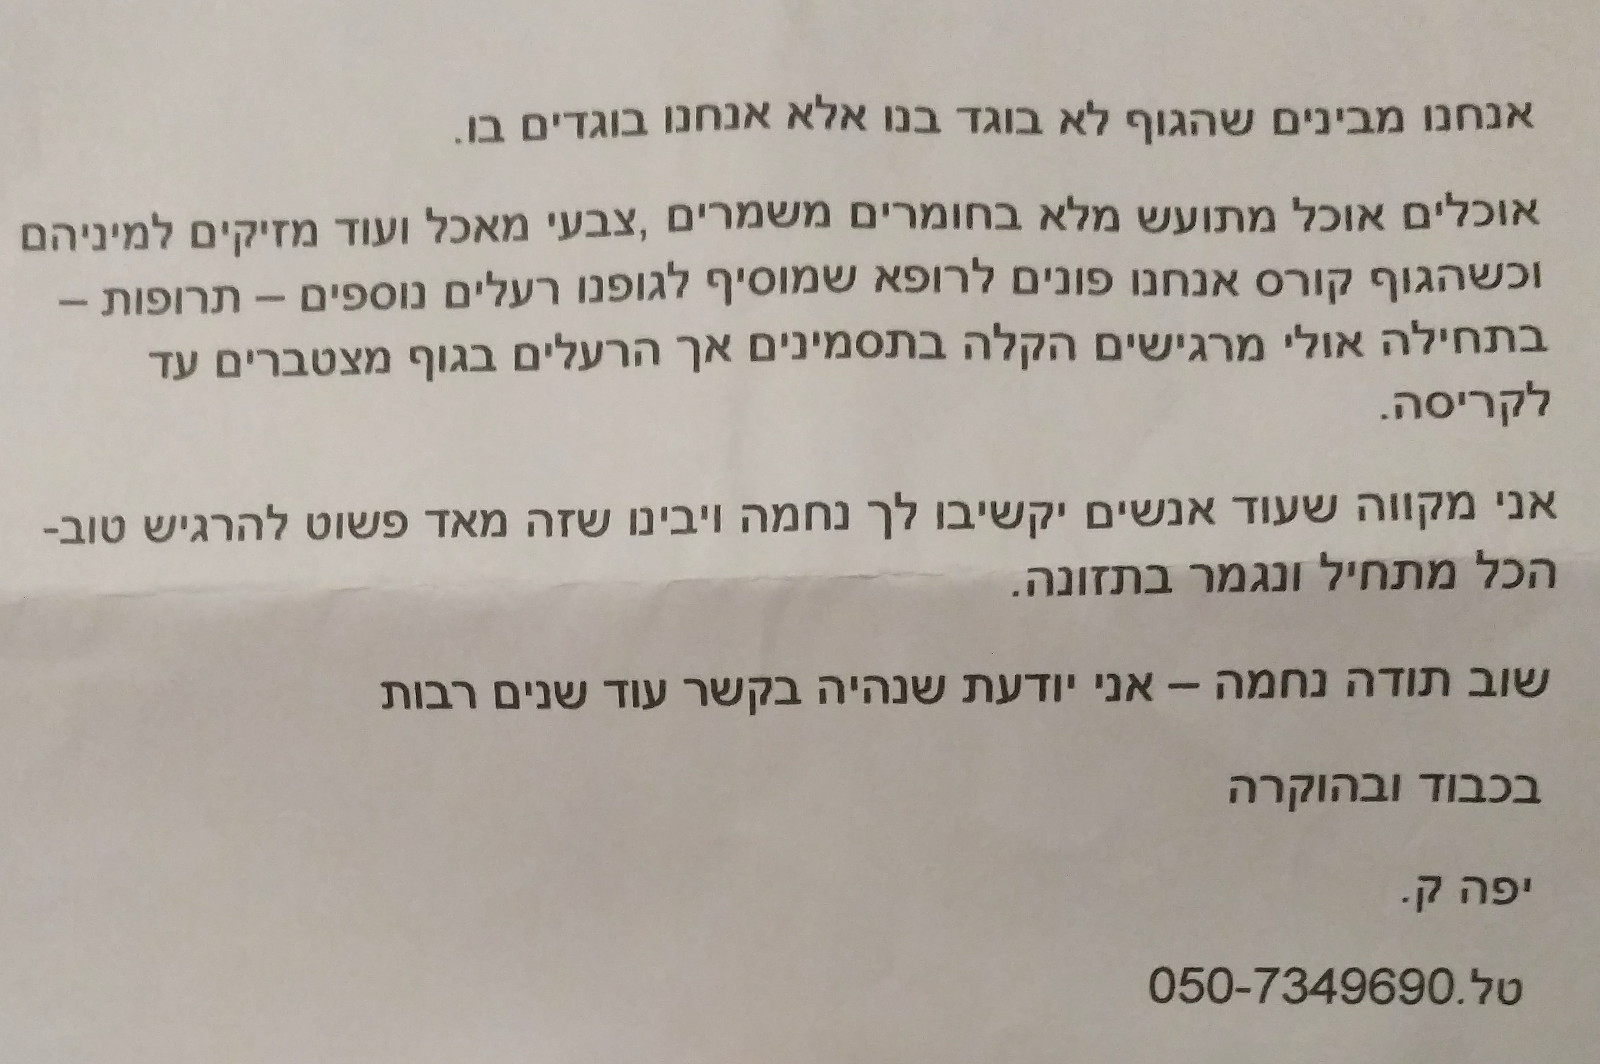 אנחנו מבינים שהגוף לא בוגד בנו אלא אנחנו בוגדים בו.
אוכלים אוכל מתועש מלא בחומרים משמרים ,צבעי מאכל ועוד מזיקים למיניהם
וכשהגוף קורס אנחנו פונים לרופא שמוסיף לגופנו רעלים נוספים – תרופות –
בתחילה אולי מרגישים הקלה בתסמינים אך הרעלים בגוף מצטברים עד
לקריסה.
אני מקווה שעוד אנשים יקשיבו לך נחמה ויבינו שזה מאד פשוט להרגיש טוב-
הכל מתחיל ונגמר בתזונה.
שוב תודה נחמה – אני יודעת שנהיה בקשר עוד שנים רבות
בכבוד ובהוקרה
יפה ק.
טל.050-7349690